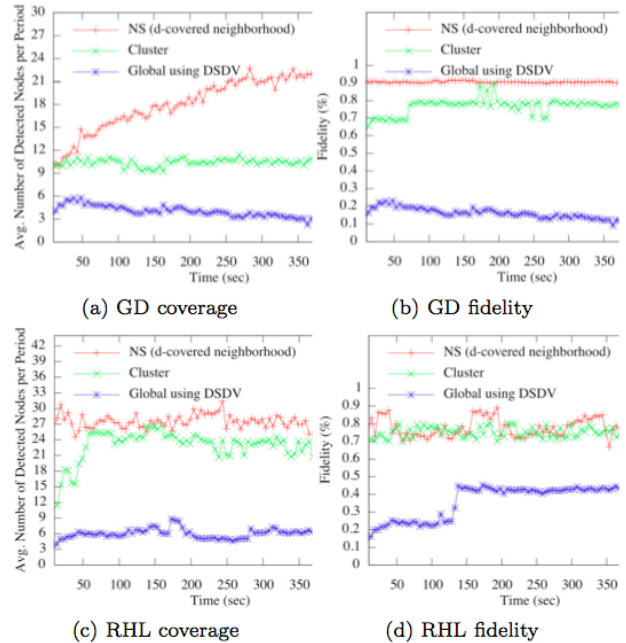 Avg. Number of Detected Nodes per Period
30
27
24
21
18
15
12
9
6
3
0
NS (d-covered neighborhood)
Cluster
Global using DSDV
50 100 150 200 250 300 350
Time (sec)
(a) GD coverage
Fidelity (%)
1
0.9
0.8
0.7
0.6
0.5
0.4
0.3
0.2
0.1
0
NS (d-covered neighborhood)
Cluster
Global using DSDV
50 100 150 200 250 300 350
Time (sec)
(b) GD fidelity
Avg. Number of Detected Nodes per Period
42
39
36
33
30
27
24
21
18
15
12
9
6
3
0
NS (d-covered neighborhood)
Cluster
Global using DSDV
50 100 150 200 250 300 350
Time (sec)
(c) RHL coverage
Fidelity (%)
1
0.9
0.8
0.7
0.6
0.5
0.4
0.3
0.2
0.1
0
NS (d-covered neighborhood)
Cluster
Global using DSDV
50 100 150 200 250 300 350
Time (sec)
(d) RHL fidelity